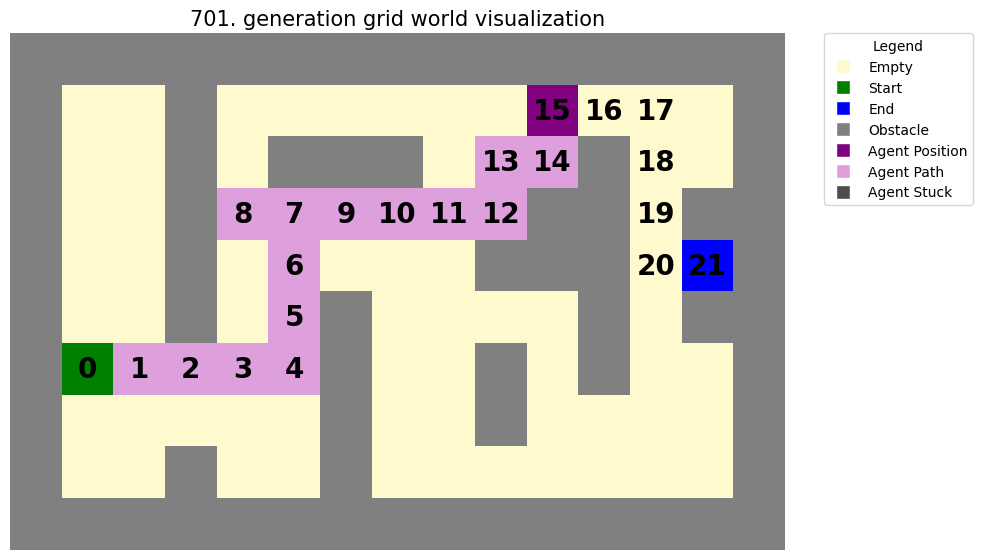 701. generation grid world visualization
15 16 17
13 14 18
8 7 9 10 11 12 19
6 20 21
5
0 1 2 3 4
Legend
Empty
Start
End
Obstacle
Agent Position
Agent Path
Agent Stuck